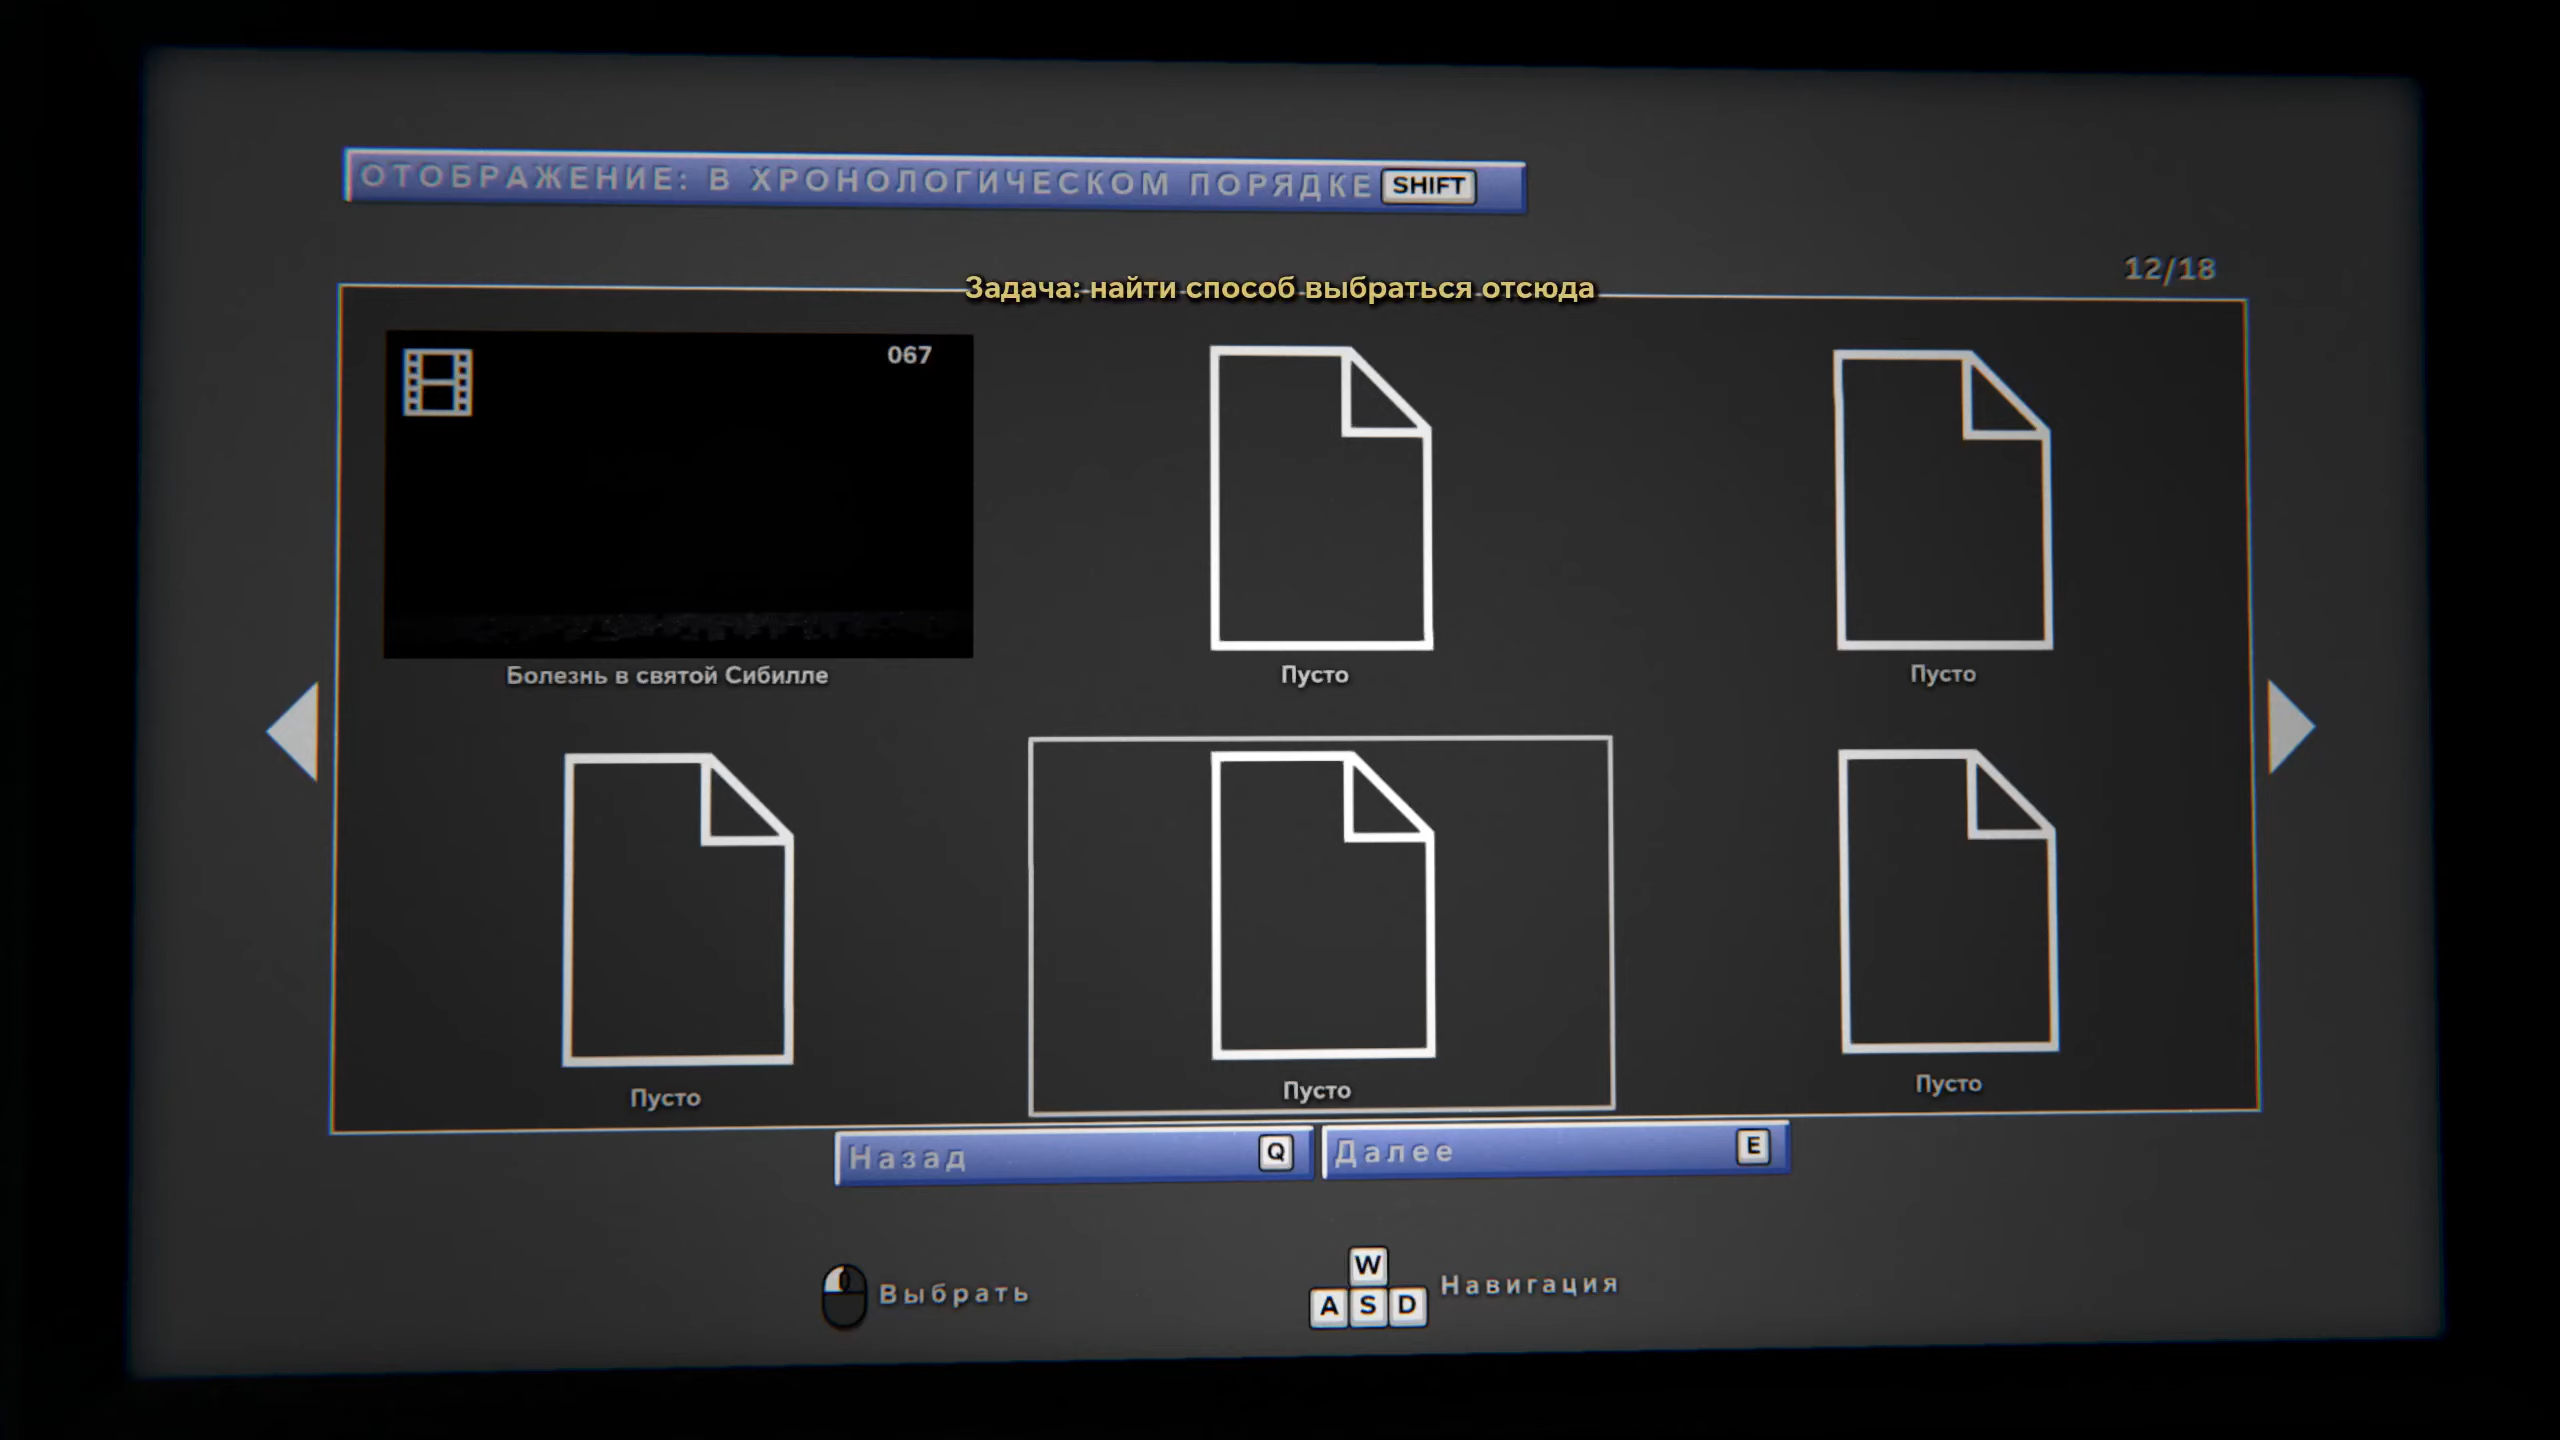 ОТОБРАЖЕНИЕ: В ХРОНОЛОГИЧЕСКОМ ПОРЯДКЕ SHIFT
12/18
Задача: найти способ выбраться отсюда
067
Болезнь в святой Сибилле
Пусто
Пусто
Пусто
Пусто
Пусто
Назад Q
Далее E
W
Выбрать
A S D Навигация